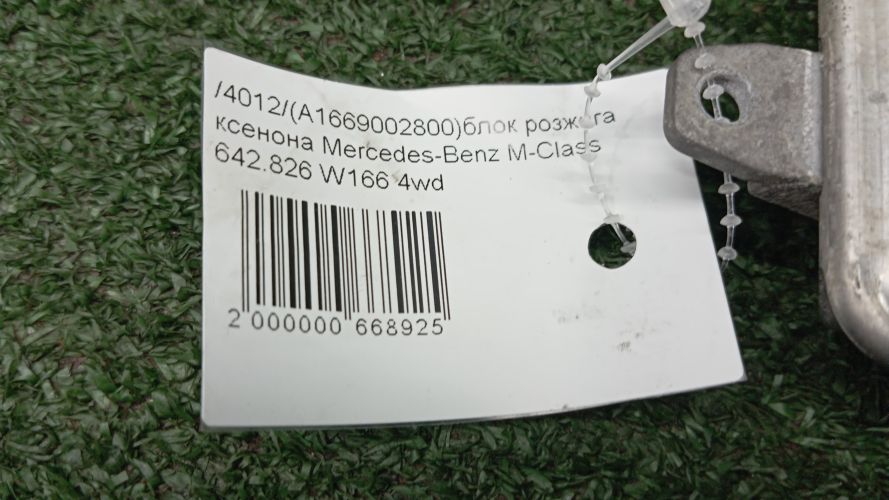 /4012/(A1669002800)блок розжига
ксенона Mercedes-Benz M-Class
642.826 W166 4wd
2 000000 668925